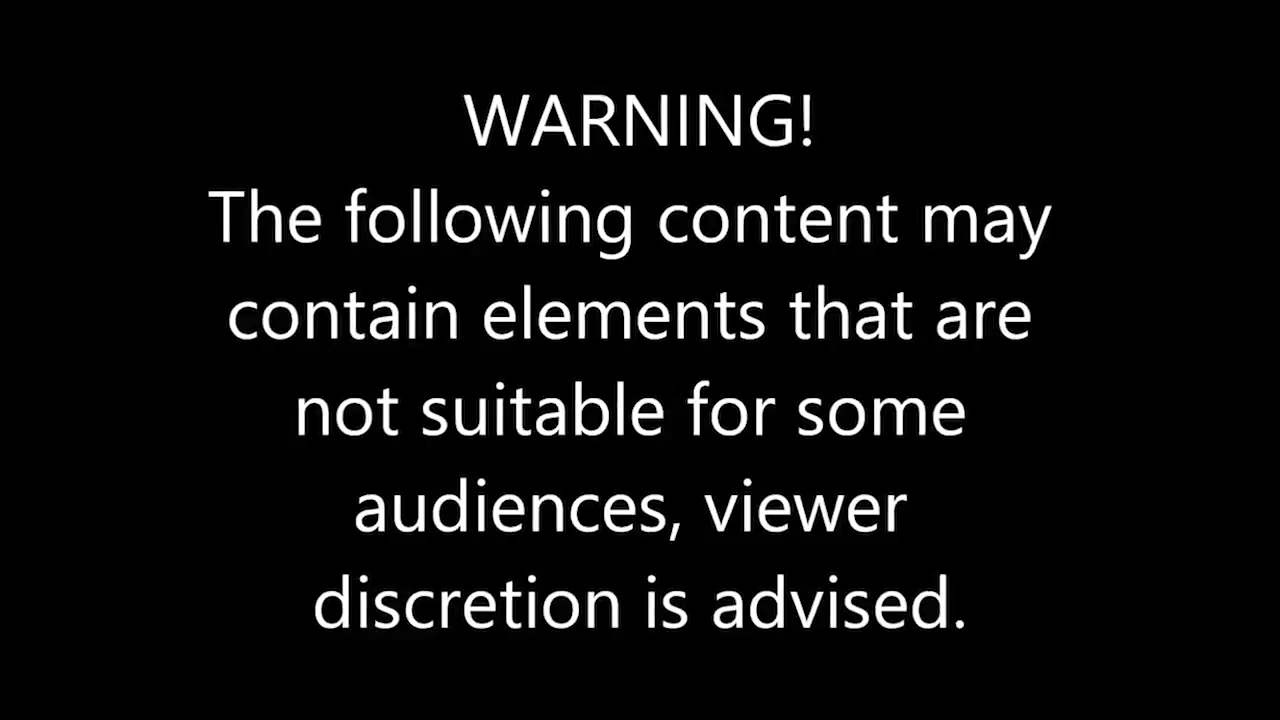 WARNING!
The following content may
contain elements that are
not suitable for some
audiences, viewer
discretion is advised.